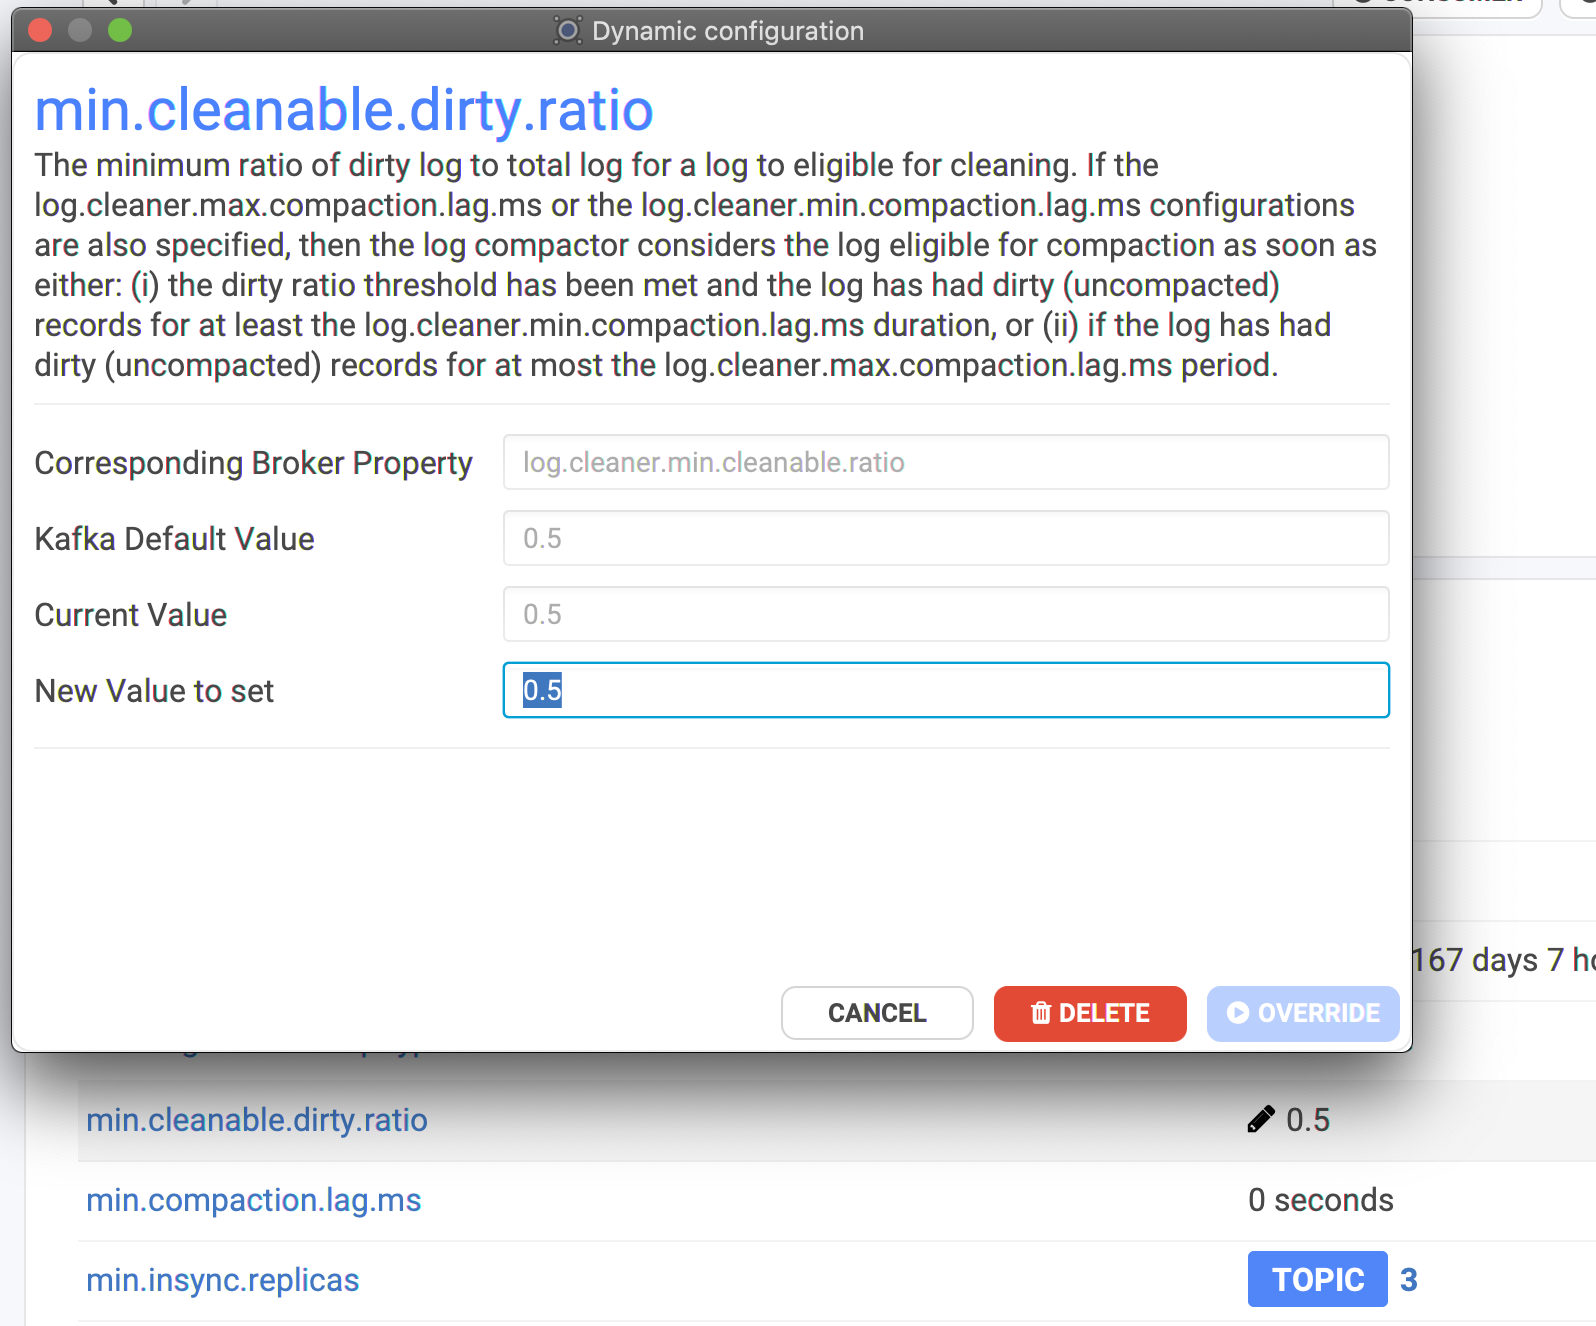 Dynamic configuration
min.cleanable.dirty.ratio
The minimum ratio of dirty log to total log for a log to eligible for cleaning. If the
log.cleaner.max.compaction.lag.ms or the log.cleaner.min.compaction.lag.ms configurations
are also specified, then the log compactor considers the log eligible for compaction as soon as
either: (i) the dirty ratio threshold has been met and the log has had dirty (uncompacted)
records for at least the log.cleaner.min.compaction.lag.ms duration, or (ii) if the log has had
dirty (uncompacted) records for at most the log.cleaner.max.compaction.lag.ms period.
Corresponding Broker Property log.cleaner.min.cleanable.ratio
Kafka Default Value 0.5
Current Value 0.5
New Value to set 0.5
167 days 7
CANCEL DELETE OVERRIDE
min.cleanable.dirty.ratio 0.5
min.compaction.lag.ms 0 seconds
min.insync.replicas TOPIC 3